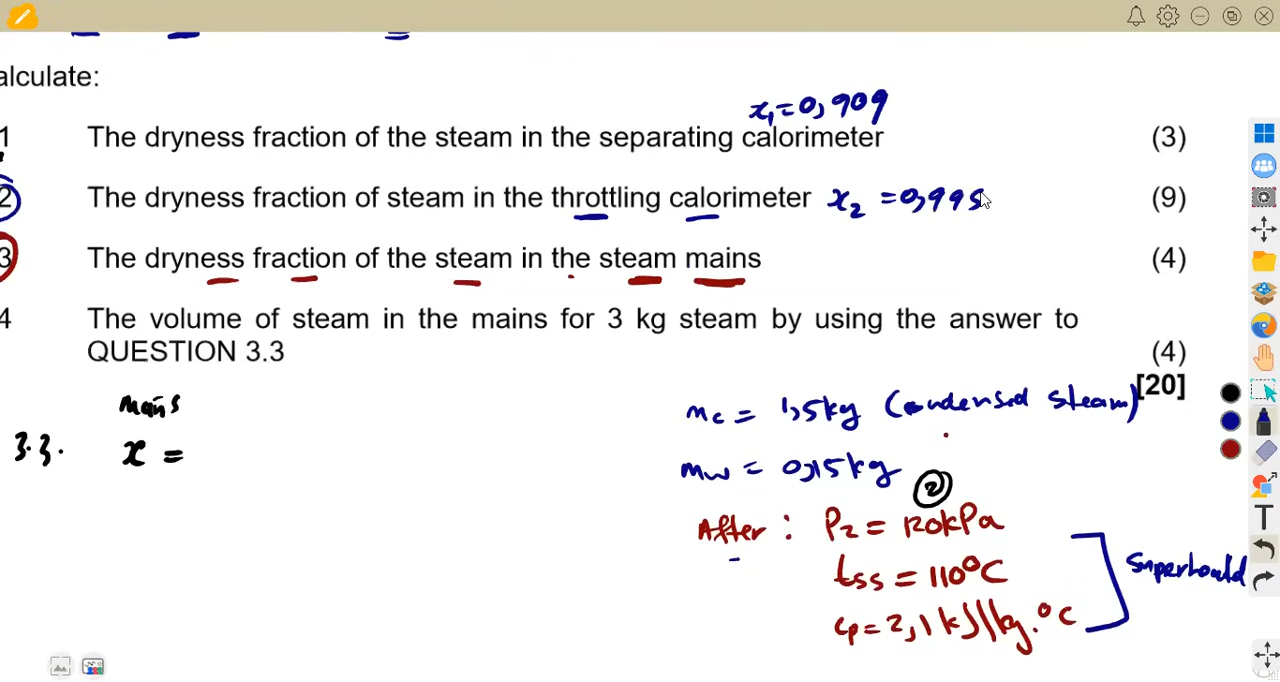 alculate:
x₁=0,909
1 The dryness fraction of the steam in the separating calorimeter (3)
2 The dryness fraction of steam in the throttling calorimeter x₂ =0,995 (9)
3 The dryness fraction of the steam in the steam mains (4)
4 The volume of steam in the mains for 3 kg steam by using the answer to
QUESTION 3.3 (4)
[20]
mains
3.3. x =
mc = 1,5kg (condensed steam)
mw = 0,15kg
②
After : P₂ = 120kPa
tss = 110°C
cp = 2,1kJ/kg.°C
T